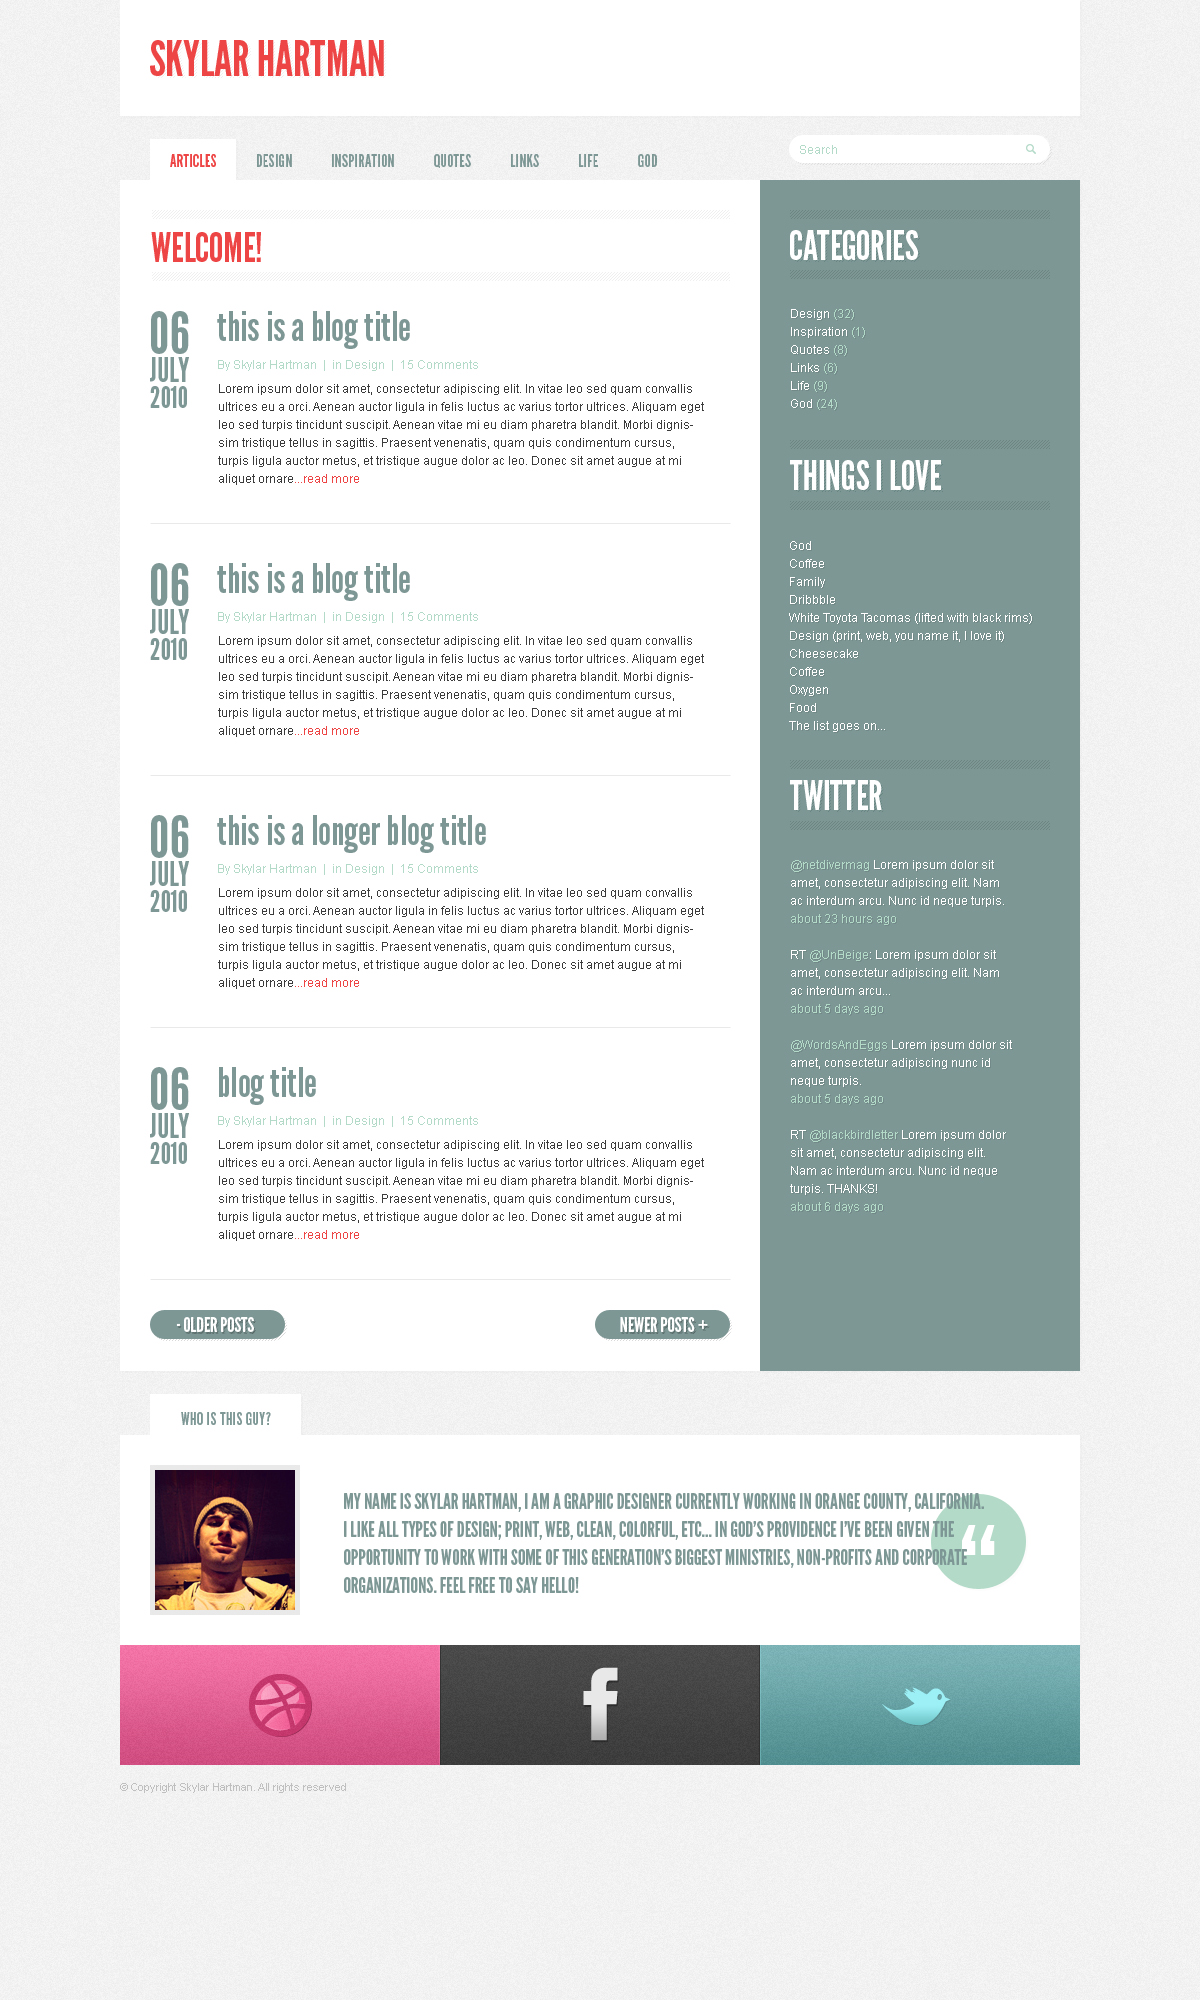 SKYLAR HARTMAN
ARTICLES DESIGN INSPIRATION QUOTES LINKS LIFE GOD
Search
WELCOME!
06
JULY
2010
this is a blog title
By Skylar Hartman | in Design | 15 Comments
Lorem ipsum dolor sit amet, consectetur adipiscing elit. In vitae leo sed quam convallis
ultrices eu a orci. Aenean auctor ligula in felis luctus ac varius tortor ultrices. Aliquam eget
leo sed turpis tincidunt suscipit. Aenean vitae mi eu diam pharetra blandit. Morbi dignis-
sim tristique tellus in sagittis. Praesent venenatis, quam quis condimentum cursus,
turpis ligula auctor metus, et tristique augue dolor ac leo. Donec sit amet augue at mi
aliquet ornare...read more
06
JULY
2010
this is a blog title
By Skylar Hartman | in Design | 15 Comments
Lorem ipsum dolor sit amet, consectetur adipiscing elit. In vitae leo sed quam convallis
ultrices eu a orci. Aenean auctor ligula in felis luctus ac varius tortor ultrices. Aliquam eget
leo sed turpis tincidunt suscipit. Aenean vitae mi eu diam pharetra blandit. Morbi dignis-
sim tristique tellus in sagittis. Praesent venenatis, quam quis condimentum cursus,
turpis ligula auctor metus, et tristique augue dolor ac leo. Donec sit amet augue at mi
aliquet ornare...read more
06
JULY
2010
this is a longer blog title
By Skylar Hartman | in Design | 15 Comments
Lorem ipsum dolor sit amet, consectetur adipiscing elit. In vitae leo sed quam convallis
ultrices eu a orci. Aenean auctor ligula in felis luctus ac varius tortor ultrices. Aliquam eget
leo sed turpis tincidunt suscipit. Aenean vitae mi eu diam pharetra blandit. Morbi dignis-
sim tristique tellus in sagittis. Praesent venenatis, quam quis condimentum cursus,
turpis ligula auctor metus, et tristique augue dolor ac leo. Donec sit amet augue at mi
aliquet ornare...read more
06
JULY
2010
blog title
By Skylar Hartman | in Design | 15 Comments
Lorem ipsum dolor sit amet, consectetur adipiscing elit. In vitae leo sed quam convallis
ultrices eu a orci. Aenean auctor ligula in felis luctus ac varius tortor ultrices. Aliquam eget
leo sed turpis tincidunt suscipit. Aenean vitae mi eu diam pharetra blandit. Morbi dignis-
sim tristique tellus in sagittis. Praesent venenatis, quam quis condimentum cursus,
turpis ligula auctor metus, et tristique augue dolor ac leo. Donec sit amet augue at mi
aliquet ornare...read more
- OLDER POSTS
NEWER POSTS +
CATEGORIES
Design (32)
Inspiration (1)
Quotes (8)
Links (6)
Life (9)
God (24)
THINGS I LOVE
God
Coffee
Family
Dribbble
White Toyota Tacomas (lifted with black rims)
Design (print, web, you name it, I love it)
Cheesecake
Coffee
Oxygen
Food
The list goes on...
TWITTER
@netdivermag Lorem ipsum dolor sit
amet, consectetur adipiscing elit. Nam
ac interdum arcu. Nunc id neque turpis.
about 23 hours ago
RT @UnBeige: Lorem ipsum dolor sit
amet, consectetur adipiscing elit. Nam
ac interdum arcu...
about 5 days ago
@WordsAndEggs Lorem ipsum dolor sit
amet, consectetur adipiscing nunc id
neque turpis.
about 5 days ago
RT @blackbirdletter Lorem ipsum dolor
sit amet, consectetur adipiscing elit.
Nam ac interdum arcu. Nunc id neque
turpis. THANKS!
about 6 days ago
WHO IS THIS GUY?
MY NAME IS SKYLAR HARTMAN, I AM A GRAPHIC DESIGNER CURRENTLY WORKING IN ORANGE COUNTY, CALIFORNIA.
I LIKE ALL TYPES OF DESIGN; PRINT, WEB, CLEAN, COLORFUL, ETC... IN GOD'S PROVIDENCE I'VE BEEN GIVEN THE
OPPORTUNITY TO WORK WITH SOME OF THIS GENERATION'S BIGGEST MINISTRIES, NON-PROFITS AND CORPORATE
ORGANIZATIONS. FEEL FREE TO SAY HELLO!
“
f
© Copyright Skylar Hartman. All rights reserved